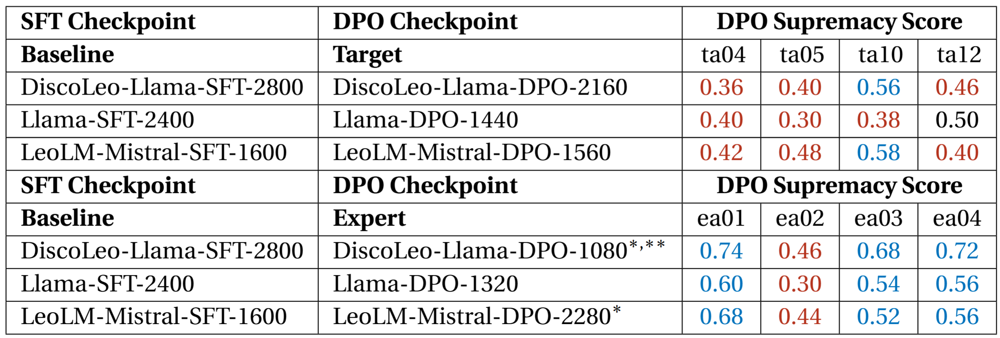 SFT Checkpoint DPO Checkpoint DPO Supremacy Score
Baseline Target ta04 ta05 ta10 ta12
DiscoLeo-Llama-SFT-2800 DiscoLeo-Llama-DPO-2160 0.36 0.40 0.56 0.46
Llama-SFT-2400 Llama-DPO-1440 0.40 0.30 0.38 0.50
LeoLM-Mistral-SFT-1600 LeoLM-Mistral-DPO-1560 0.42 0.48 0.58 0.40
SFT Checkpoint DPO Checkpoint DPO Supremacy Score
Baseline Expert ea01 ea02 ea03 ea04
DiscoLeo-Llama-SFT-2800 DiscoLeo-Llama-DPO-1080*,** 0.74 0.46 0.68 0.72
Llama-SFT-2400 Llama-DPO-1320 0.60 0.30 0.54 0.56
LeoLM-Mistral-SFT-1600 LeoLM-Mistral-DPO-2280* 0.68 0.44 0.52 0.56